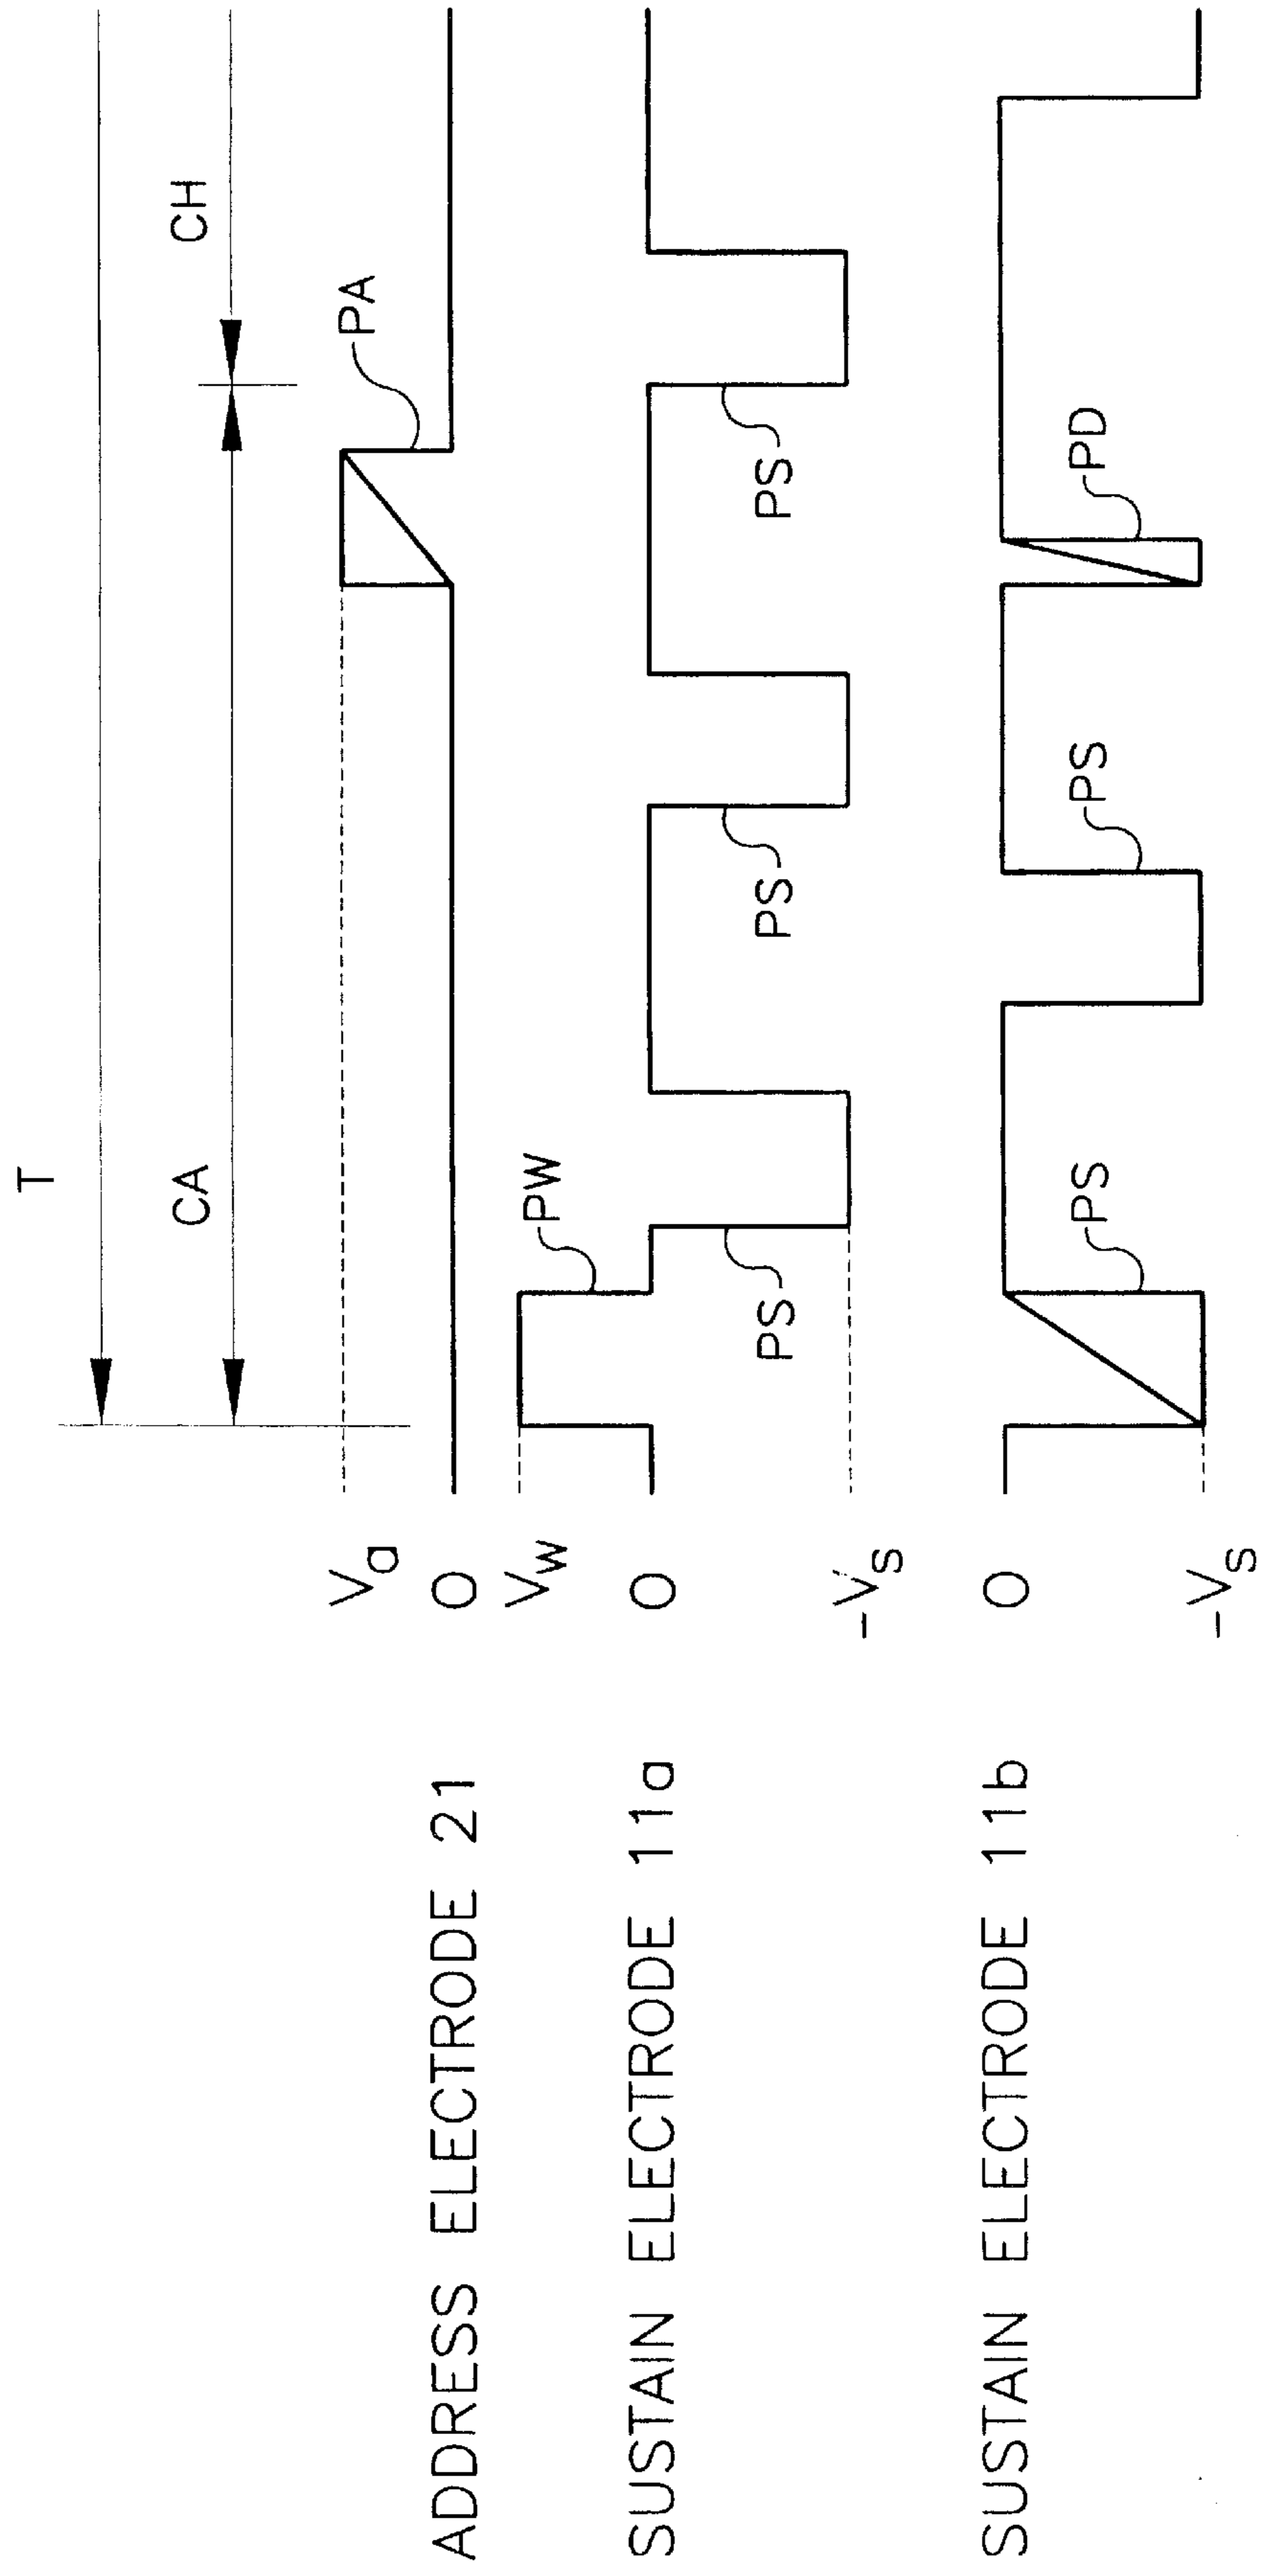 T
CA
CH
PA
Va
ADDRESS ELECTRODE 21
0
Vw
PW
SUSTAIN ELECTRODE 11a
0
PS
PS
PS
-Vs
SUSTAIN ELECTRODE 11b
0
PS
PS
PD
-Vs